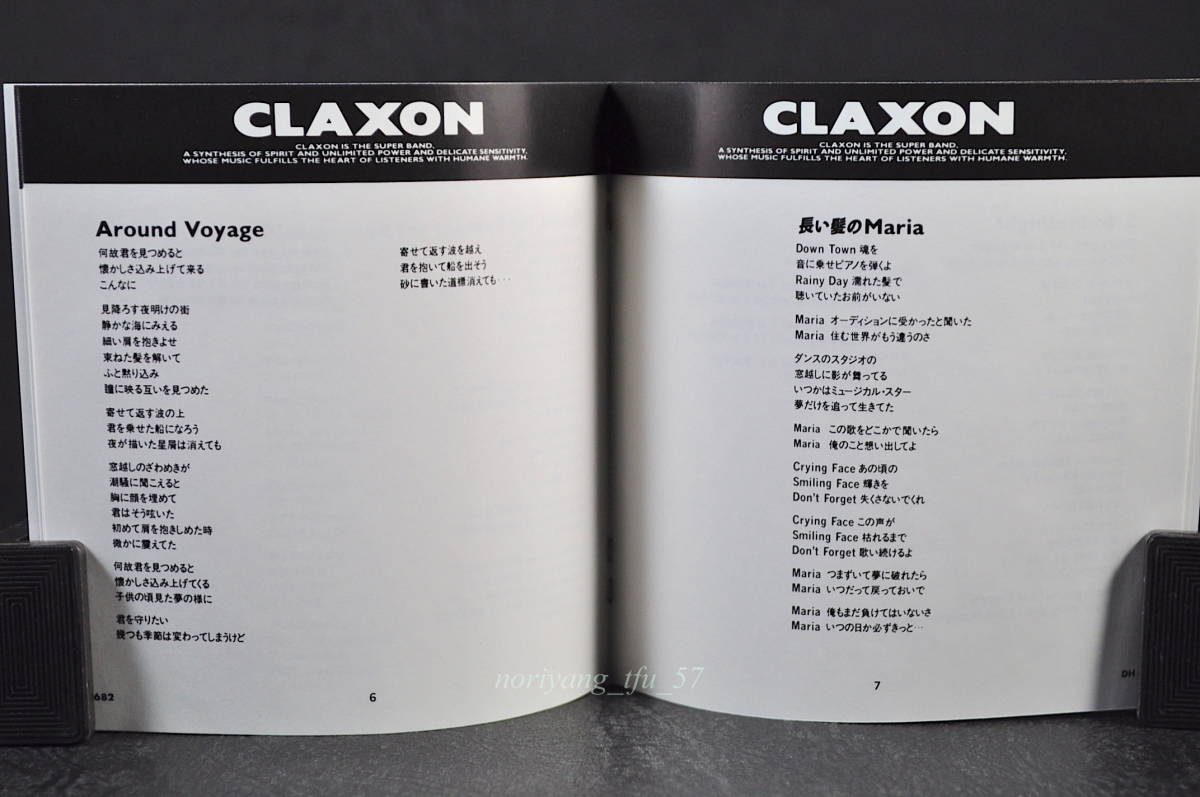 CLAXON
CLAXON IS THE SUPER BAND,
A SYNTHESIS OF SPIRIT AND UNLIMITED POWER AND DELICATE SENSITIVITY,
WHOSE MUSIC FULFILLS THE HEART OF LISTENERS WITH HUMANE WARMTH.
Around Voyage
何故君を見つめると
懐かしさ込み上げて来る
こんなに
見降ろす夜明けの街
静かな海にみえる
細い肩を抱きよせ
束ねた髪を解いて
ふと黙り込み
瞳に映る互いを見つめた
寄せて返す波の上
君を乗せた船になろう
夜が描いた星屑は消えても
窓越しのざわめきが
潮騒に聞こえると
胸に顔を埋めて
君はそう呟いた
初めて肩を抱きしめた時
微かに震えてた
何故君を見つめると
懐かしさ込み上げてくる
子供の頃見た夢の様に
君を守りたい
幾つも季節は変わってしまうけど
寄せて返す波を越え
君を抱いて船を出そう
砂に書いた道標消えても…
682
6
CLAXON
CLAXON IS THE SUPER BAND,
A SYNTHESIS OF SPIRIT AND UNLIMITED POWER AND DELICATE SENSITIVITY,
WHOSE MUSIC FULFILLS THE HEART OF LISTENERS WITH HUMANE WARMTH.
長い髪のMaria
Down Town 魂を
音に乗せピアノを弾くよ
Rainy Day 濡れた髪で
聴いていたお前がいない
Maria オーディションに受かったと聞いた
Maria 住む世界がもう違うのさ
ダンスのスタジオの
窓越しに影が舞ってる
いつかはミュージカル・スター
夢だけを追って生きてた
Maria この歌をどこかで聞いたら
Maria 俺のこと想い出してよ
Crying Face あの頃の
Smiling Face 輝きを
Don't Forget 失くさないでくれ
Crying Face この声が
Smiling Face 枯れるまで
Don't Forget 歌い続けるよ
Maria つまずいて夢に破れたら
Maria いつだって戻っておいで
Maria 俺もまだ負けてはいないさ
Maria いつの日か必ずきっと…
7
DH
noriyang_tfu_57